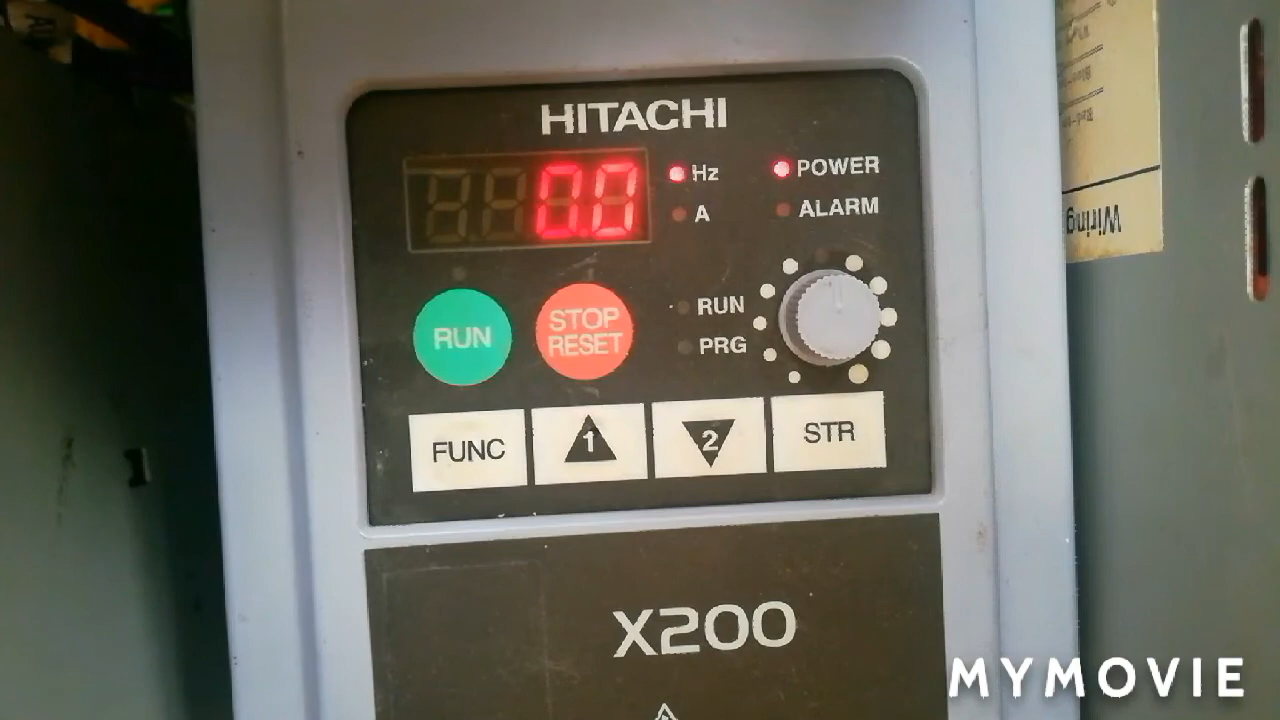 HITACHI
0.0
Hz
POWER
A
ALARM
RUN
STOP
RESET
RUN
PRG
FUNC
1
2
STR
X200
Wiring
MYMOVIE